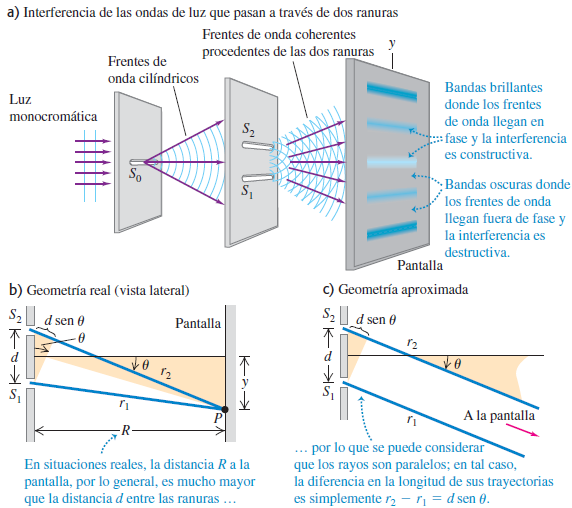 a) Interferencia de las ondas de luz que pasan a través de dos ranuras
Frentes de onda coherentes
procedentes de las dos ranuras
y
Frentes de
onda cilíndricos
Luz
monocromática
S0
S2
S1
Bandas brillantes
donde los frentes
de onda llegan en
fase y la interferencia
es constructiva.
Bandas oscuras donde
los frentes de onda
llegan fuera de fase y
la interferencia es
destructiva.
Pantalla
b) Geometría real (vista lateral)
S2
d sen θ
Pantalla
θ
d
θ
r2
y
S1
r1
P
R
En situaciones reales, la distancia R a la
pantalla, por lo general, es mucho mayor
que la distancia d entre las ranuras …
c) Geometría aproximada
S2
d sen θ
r2
d
θ
S1
r1
A la pantalla
… por lo que se puede considerar
que los rayos son paralelos; en tal caso,
la diferencia en la longitud de sus trayectorias
es simplemente r2 − r1 = d sen θ.